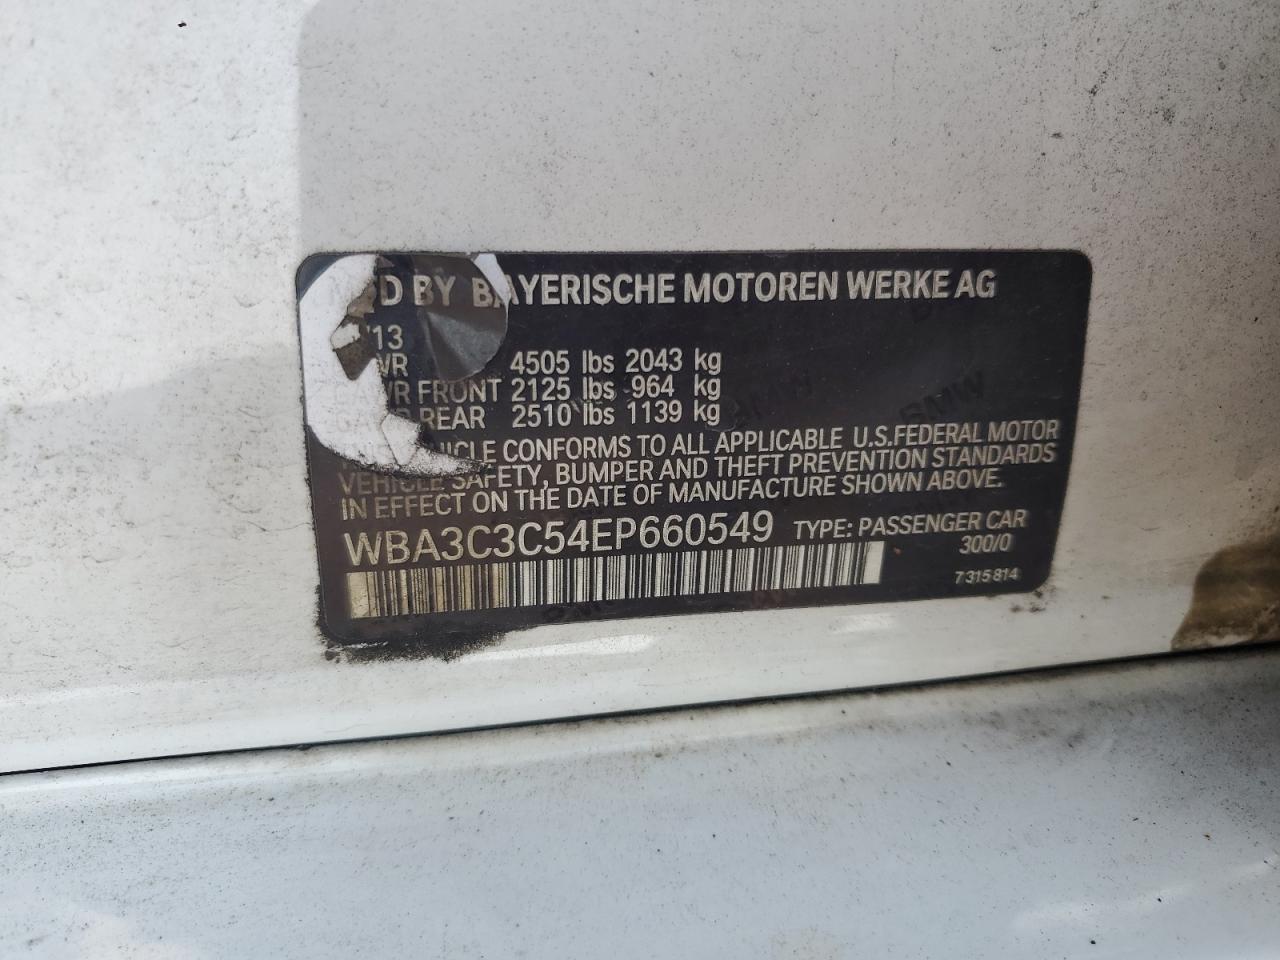 MFD BY BAYERISCHE MOTOREN WERKE AG
/13
4505 lbs 2043 kg
FRONT 2125 lbs 964 kg
REAR 2510 lbs 1139 kg
VEHICLE CONFORMS TO ALL APPLICABLE U.S.FEDERAL MOTOR
VEHICLE SAFETY, BUMPER AND THEFT PREVENTION STANDARDS
IN EFFECT ON THE DATE OF MANUFACTURE SHOWN ABOVE.
WBA3C3C54EP660549 TYPE: PASSENGER CAR
300/0
7315814